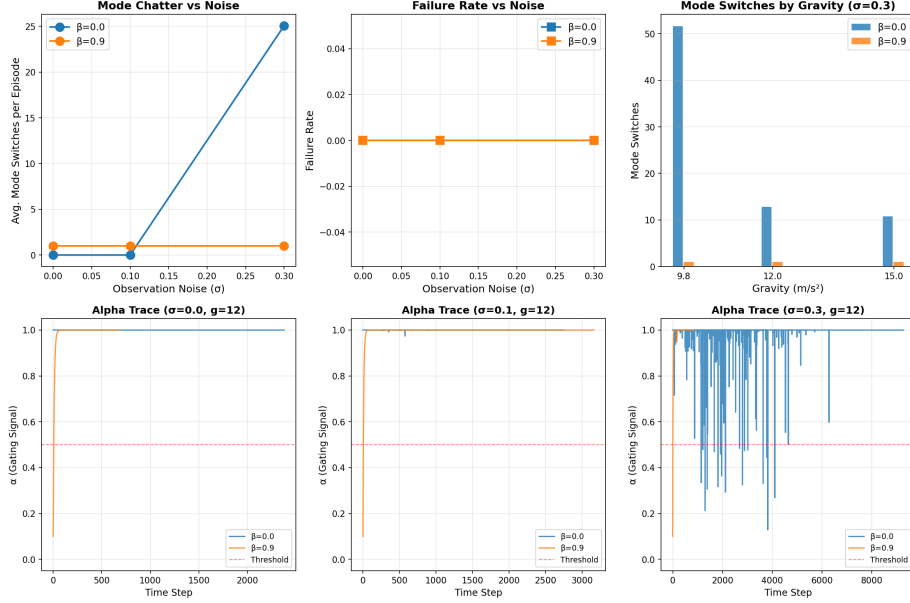 Mode Chatter vs Noise
Avg. Mode Switches per Episode
25
20
15
10
5
0
0.00 0.05 0.10 0.15 0.20 0.25 0.30
Observation Noise (σ)
β=0.0
β=0.9
Failure Rate vs Noise
Failure Rate
0.04
0.02
0.00
−0.02
−0.04
0.00 0.05 0.10 0.15 0.20 0.25 0.30
Observation Noise (σ)
β=0.0
β=0.9
Mode Switches by Gravity (σ=0.3)
Mode Switches
50
40
30
20
10
0
9.8 12.0 15.0
Gravity (m/s²)
β=0.0
β=0.9
Alpha Trace (σ=0.0, g=12)
α (Gating Signal)
1.0
0.8
0.6
0.4
0.2
0.0
0 500 1000 1500 2000
Time Step
β=0.0
β=0.9
Threshold
Alpha Trace (σ=0.1, g=12)
α (Gating Signal)
1.0
0.8
0.6
0.4
0.2
0.0
0 500 1000 1500 2000 2500 3000
Time Step
β=0.0
β=0.9
Threshold
Alpha Trace (σ=0.3, g=12)
α (Gating Signal)
1.0
0.8
0.6
0.4
0.2
0.0
0 2000 4000 6000 8000
Time Step
β=0.0
β=0.9
Threshold